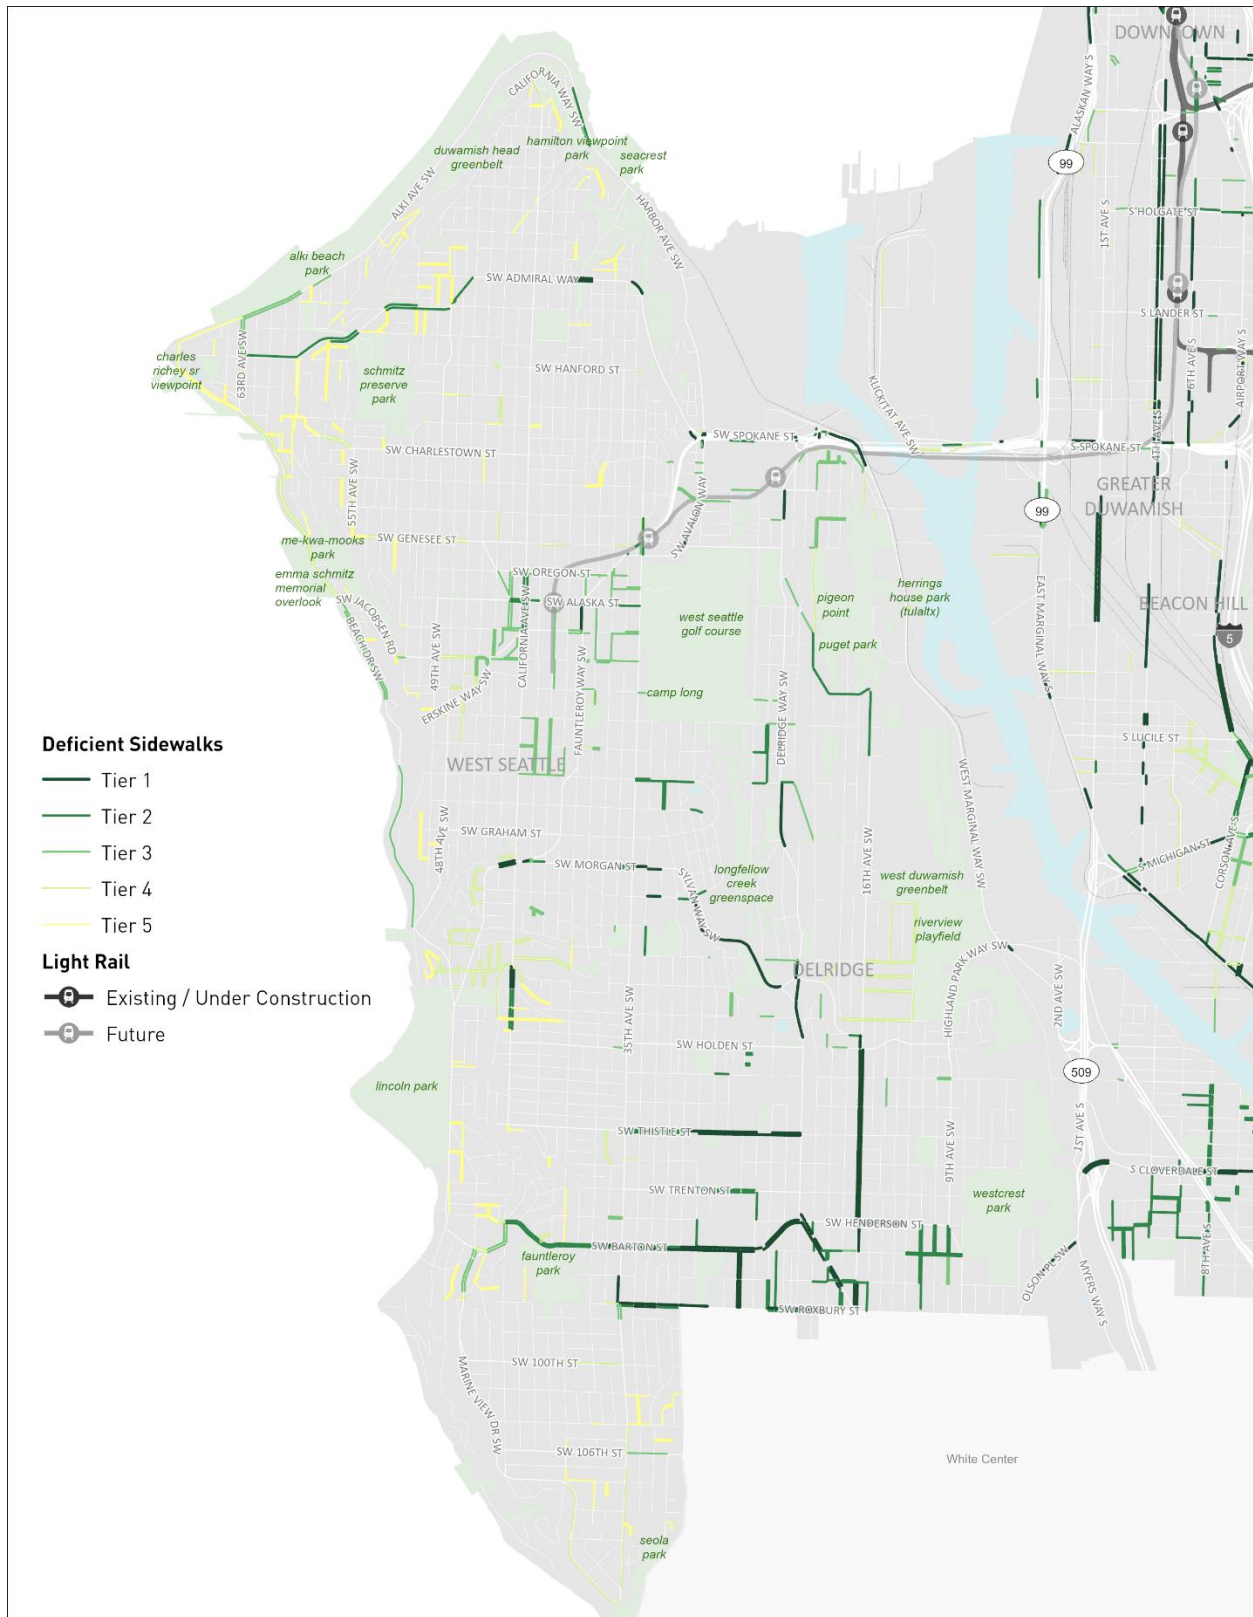 DOWNTOWN
CALIFORNIA WAY SW
ALASKAN WAY S
hamilton viewpoint
park
duwamish head
greenbelt
seacrest
park
99
ALKI AVE SW
HARBOR AVE SW
1ST AVE S
S HOLGATE ST
alki beach
park
SW ADMIRAL WAY
S LANDER ST
charles
richey sr
viewpoint
63RD AVE SW
schmitz
preserve
park
SW HANFORD ST
KLICKITAT AVE SW
6TH AVE S
AIRPORT WAY S
4TH AVE S
SW SPOKANE ST
S SPOKANE ST
SW CHARLESTOWN ST
55TH AVE SW
SW AVALON WAY
GREATER
DUWAMISH
99
me-kwa-mooks
park
SW GENESEE ST
emma schmitz
memorial
overlook
SW OREGON ST
SW ALASKA ST
SW JACOBSEN RD
BEACH DR SW
49TH AVE SW
CALIFORNIA AVE SW
FAUNTLEROY WAY SW
ERSKINE WAY SW
west seattle
golf course
camp long
pigeon
point
puget park
herrings
house park
(tulaltx)
EAST MARGINAL WAY S
BEACON HILL
5
DELRIDGE WAY SW
S LUCILE ST
WEST SEATTLE
WEST MARGINAL WAY SW
Deficient Sidewalks
Tier 1
Tier 2
Tier 3
Tier 4
Tier 5
Light Rail
Existing / Under Construction
Future
48TH AVE SW
SW GRAHAM ST
SW MORGAN ST
SYLVAN WAY SW
longfellow
creek
greenspace
16TH AVE SW
west duwamish
greenbelt
riverview
playfield
S MICHIGAN ST
CORSON AVE S
DELRIDGE
HIGHLAND PARK WAY SW
2ND AVE SW
35TH AVE SW
SW HOLDEN ST
509
lincoln park
SW THISTLE ST
9TH AVE SW
1ST AVE S
S CLOVERDALE ST
SW TRENTON ST
westcrest
park
SW HENDERSON ST
SW BARTON ST
fauntleroy
park
OLSON PL SW
MYERS WAY S
8TH AVE S
SW ROXBURY ST
MARINE VIEW DR SW
SW 100TH ST
SW 106TH ST
White Center
seola
park